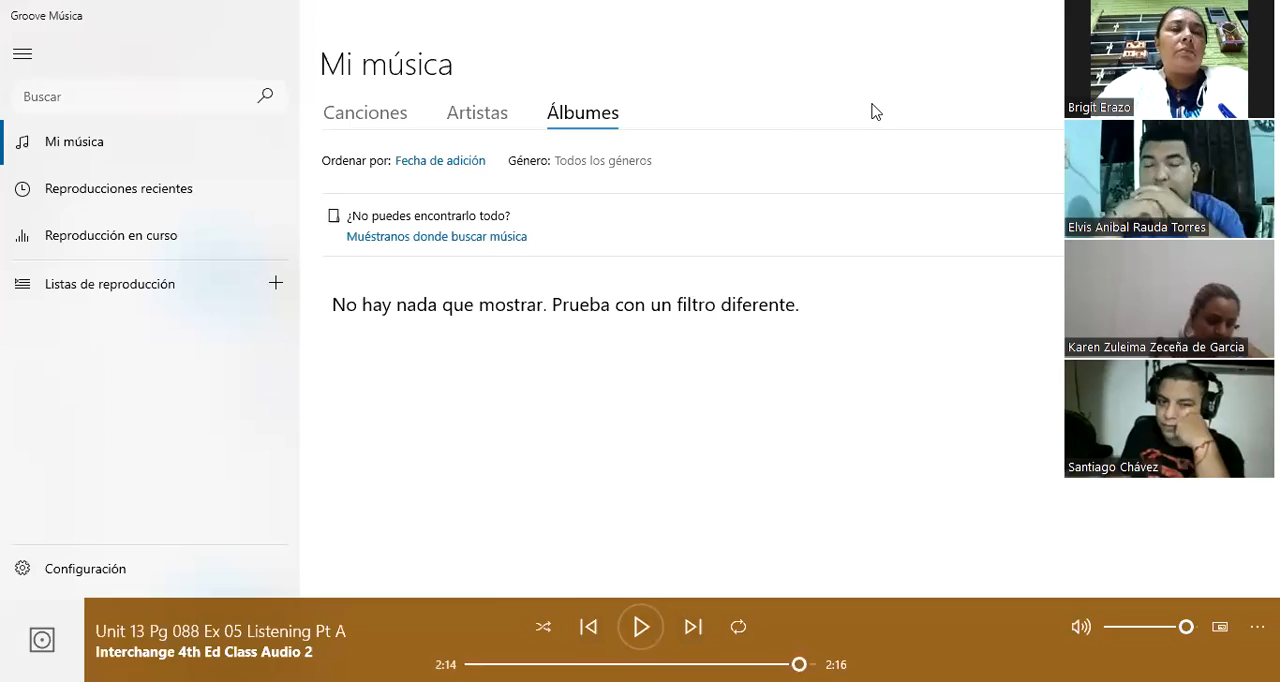 Groove Música
Buscar
Mi música
Reproducciones recientes
Reproducción en curso
Listas de reproducción
Configuración
Mi música
Canciones
Artistas
Álbumes
Ordenar por: Fecha de adición
Género: Todos los géneros
¿No puedes encontrarlo todo?
Muéstranos donde buscar música
No hay nada que mostrar. Prueba con un filtro diferente.
Brigit Erazo
Elvis Anibal Rauda Torres
Karen Zuleima Zeceña de Garcia
Santiago Chávez
Unit 13 Pg 088 Ex 05 Listening Pt A
Interchange 4th Ed Class Audio 2
2:14
2:16